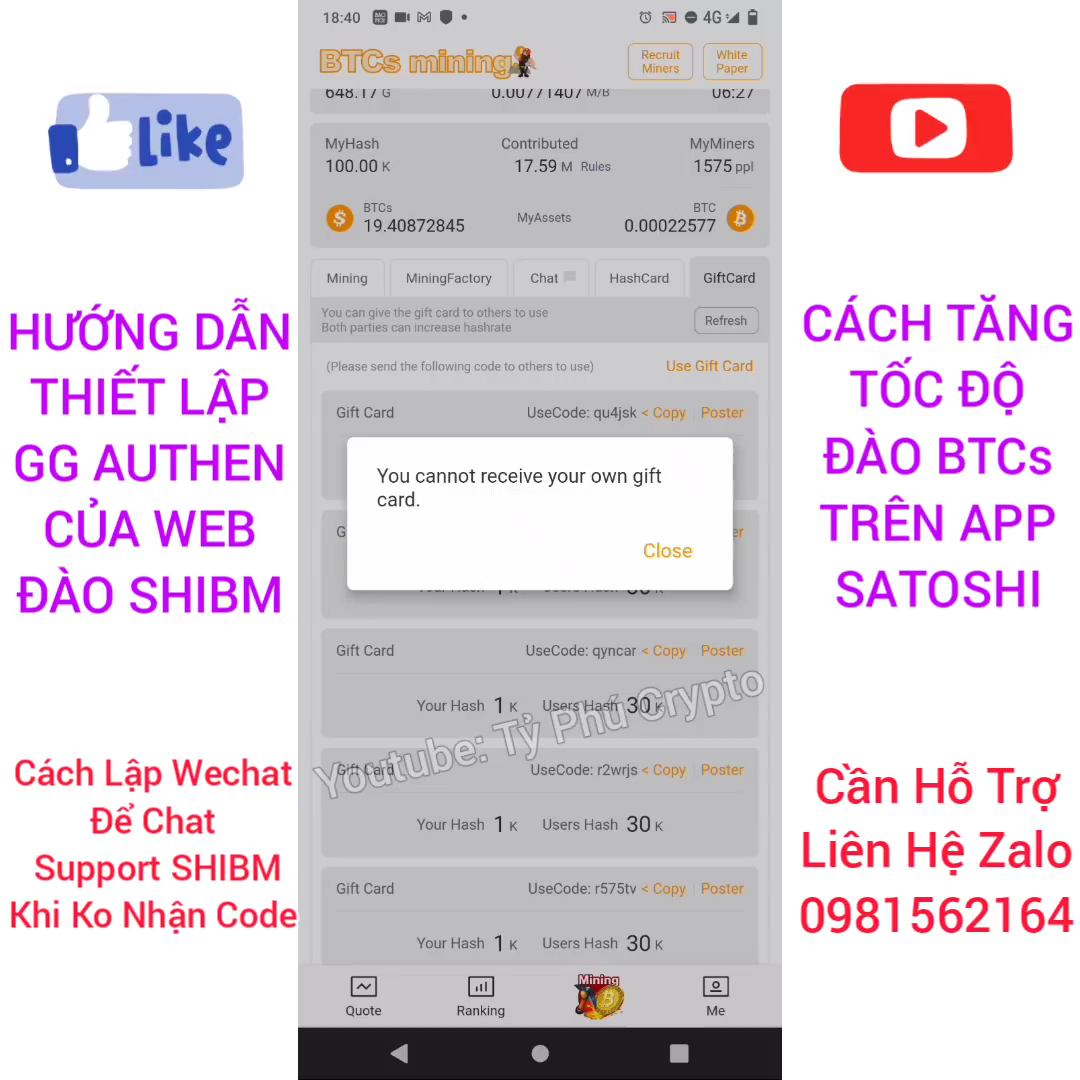 Like
HƯỚNG DẪN
THIẾT LẬP
GG AUTHEN
CỦA WEB
ĐÀO SHIBM
Cách Lập Wechat
Để Chat
Support SHIBM
Khi Ko Nhận Code
18:40
4G
BTCs mining
Recruit
Miners
White
Paper
648.17 G 0.00771407 M/B 06:27
MyHash Contributed MyMiners
100.00 K 17.59 M Rules 1575 ppl
BTCs
19.40872845
MyAssets
BTC
0.00022577
Mining MiningFactory Chat HashCard GiftCard
You can give the gift card to others to use
Both parties can increase hashrate
Refresh
(Please send the following code to others to use) Use Gift Card
Gift Card UseCode: qu4jsk < Copy Poster
You cannot receive your own gift
card.
Close
Gift Card UseCode: qyncar < Copy Poster
Your Hash 1 K Users Hash 30 K
Youtube: Tỷ Phú Crypto
Gift Card UseCode: r2wrjs < Copy Poster
Your Hash 1 K Users Hash 30 K
Gift Card UseCode: r575tv < Copy Poster
Your Hash 1 K Users Hash 30 K
Quote Ranking Mining Me
CÁCH TĂNG
TỐC ĐỘ
ĐÀO BTCs
TRÊN APP
SATOSHI
Cần Hỗ Trợ
Liên Hệ Zalo
0981562164